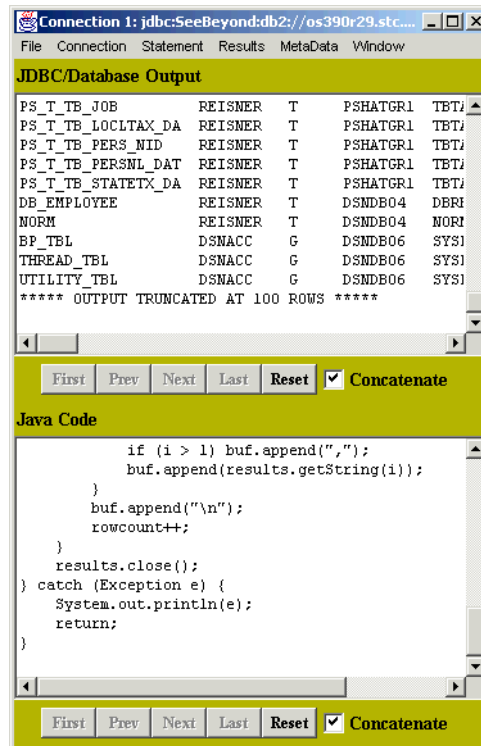 Connection 1: jdbc:SeeBeyond:db2://os390r29.stc....
File Connection Statement Results MetaData Window
JDBC/Database Output
PS_T_TB_JOB REISNER T PSHATGR1
PS_T_TB_LOCLTAX_DA REISNER T PSHATGR1
PS_T_TB_PERS_NID REISNER T PSHATGR1
PS_T_TB_PERSNL_DAT REISNER T PSHATGR1
PS_T_TB_STATETX_DA REISNER T PSHATGR1
DB_EMPLOYEE REISNER T DSNDB04
NORM REISNER T DSNDB04
BP_TBL DSNACC G DSNDB06
THREAD_TBL DSNACC G DSNDB06
UTILITY_TBL DSNACC G DSNDB06
***** OUTPUT TRUNCATED AT 100 ROWS *****
First Prev Next Last Reset Concatenate
Java Code
if (i > 1) buf.append(",");
buf.append(results.getString(i));
}
buf.append("\n");
rowcount++;
}
results.close();
} catch (Exception e) {
System.out.println(e);
return;
}
First Prev Next Last Reset Concatenate